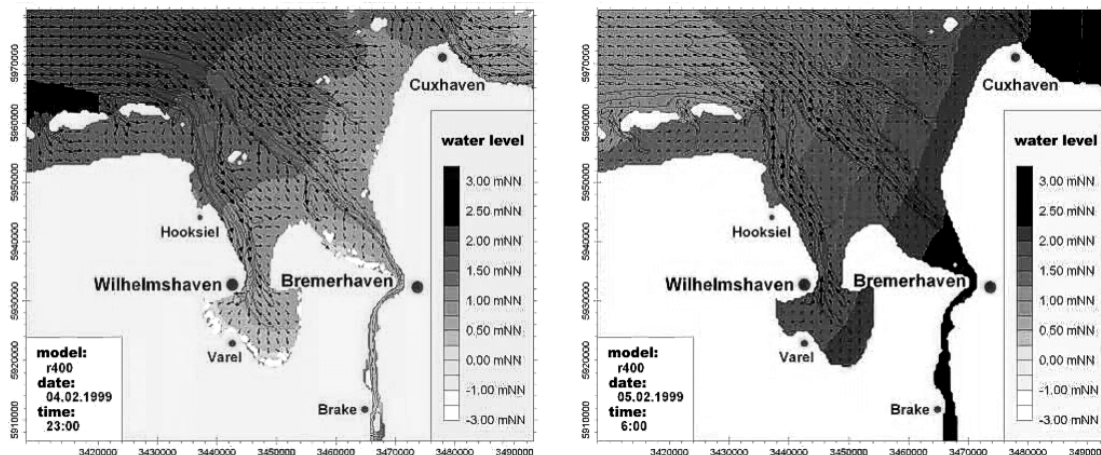 5970000
5960000
5950000
5940000
5930000
5920000
5910000
Cuxhaven
Hooksiel
Wilhelmshaven
Bremerhaven
Varel
Brake
water level
3.00 mNN
2.50 mNN
2.00 mNN
1.50 mNN
1.00 mNN
0.50 mNN
0.00 mNN
-1.00 mNN
-3.00 mNN
model:
r400
date:
04.02.1999
time:
23:00
3420000 3430000 3440000 3450000 3460000 3470000 3480000 3490000
5970000
5960000
5950000
5940000
5930000
5920000
5910000
Cuxhaven
Hooksiel
Wilhelmshaven
Bremerhaven
Varel
Brake
water level
3.00 mNN
2.50 mNN
2.00 mNN
1.50 mNN
1.00 mNN
0.50 mNN
0.00 mNN
-1.00 mNN
-3.00 mNN
model:
r400
date:
05.02.1999
time:
6:00
3420000 3430000 3440000 3450000 3460000 3470000 3480000